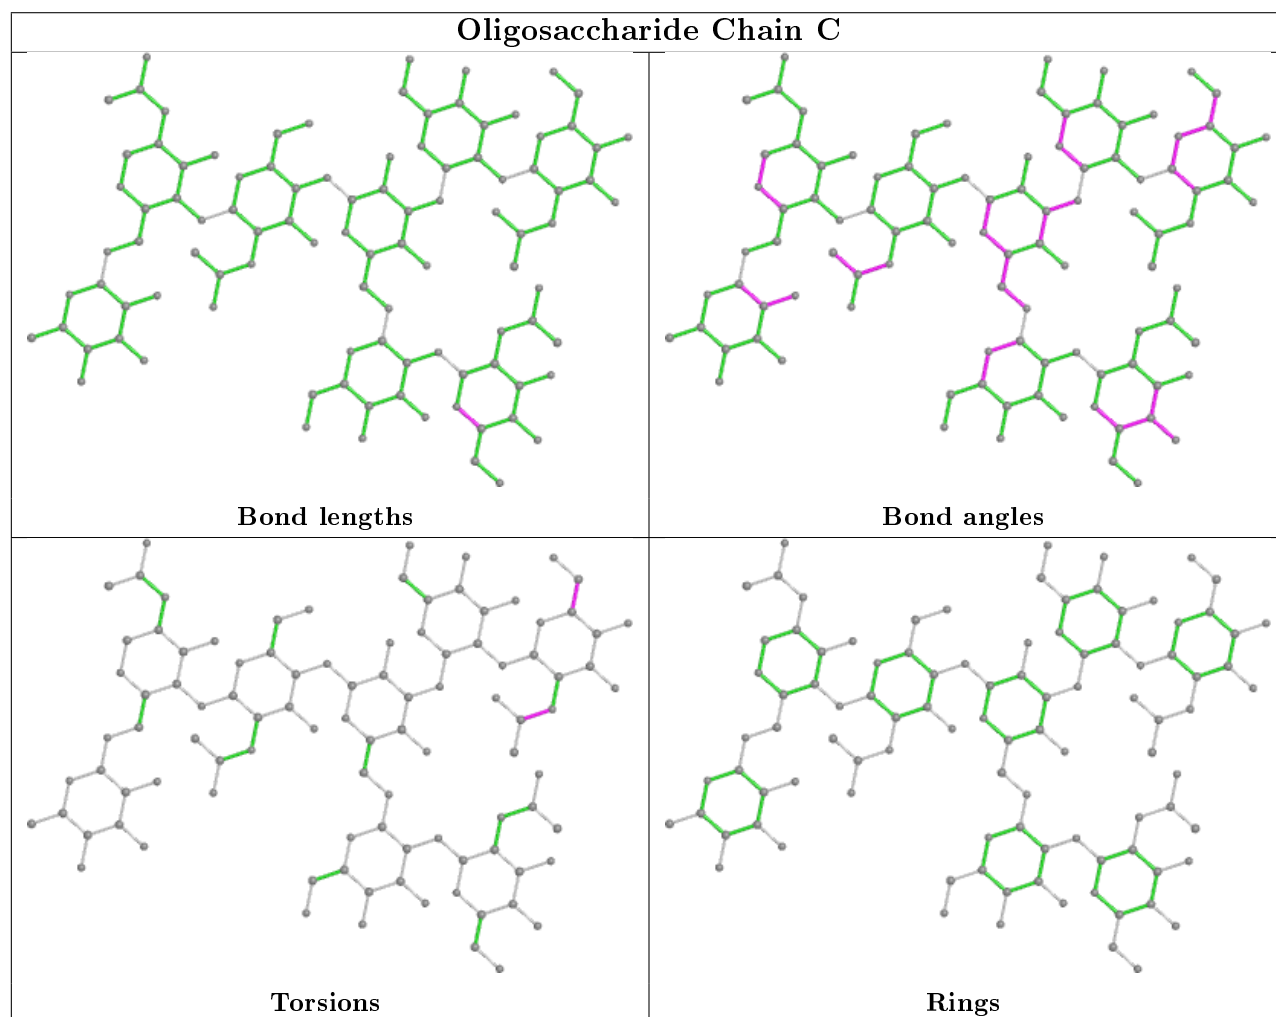 Oligosaccharide Chain C
Bond lengths
Bond angles
Torsions
Rings